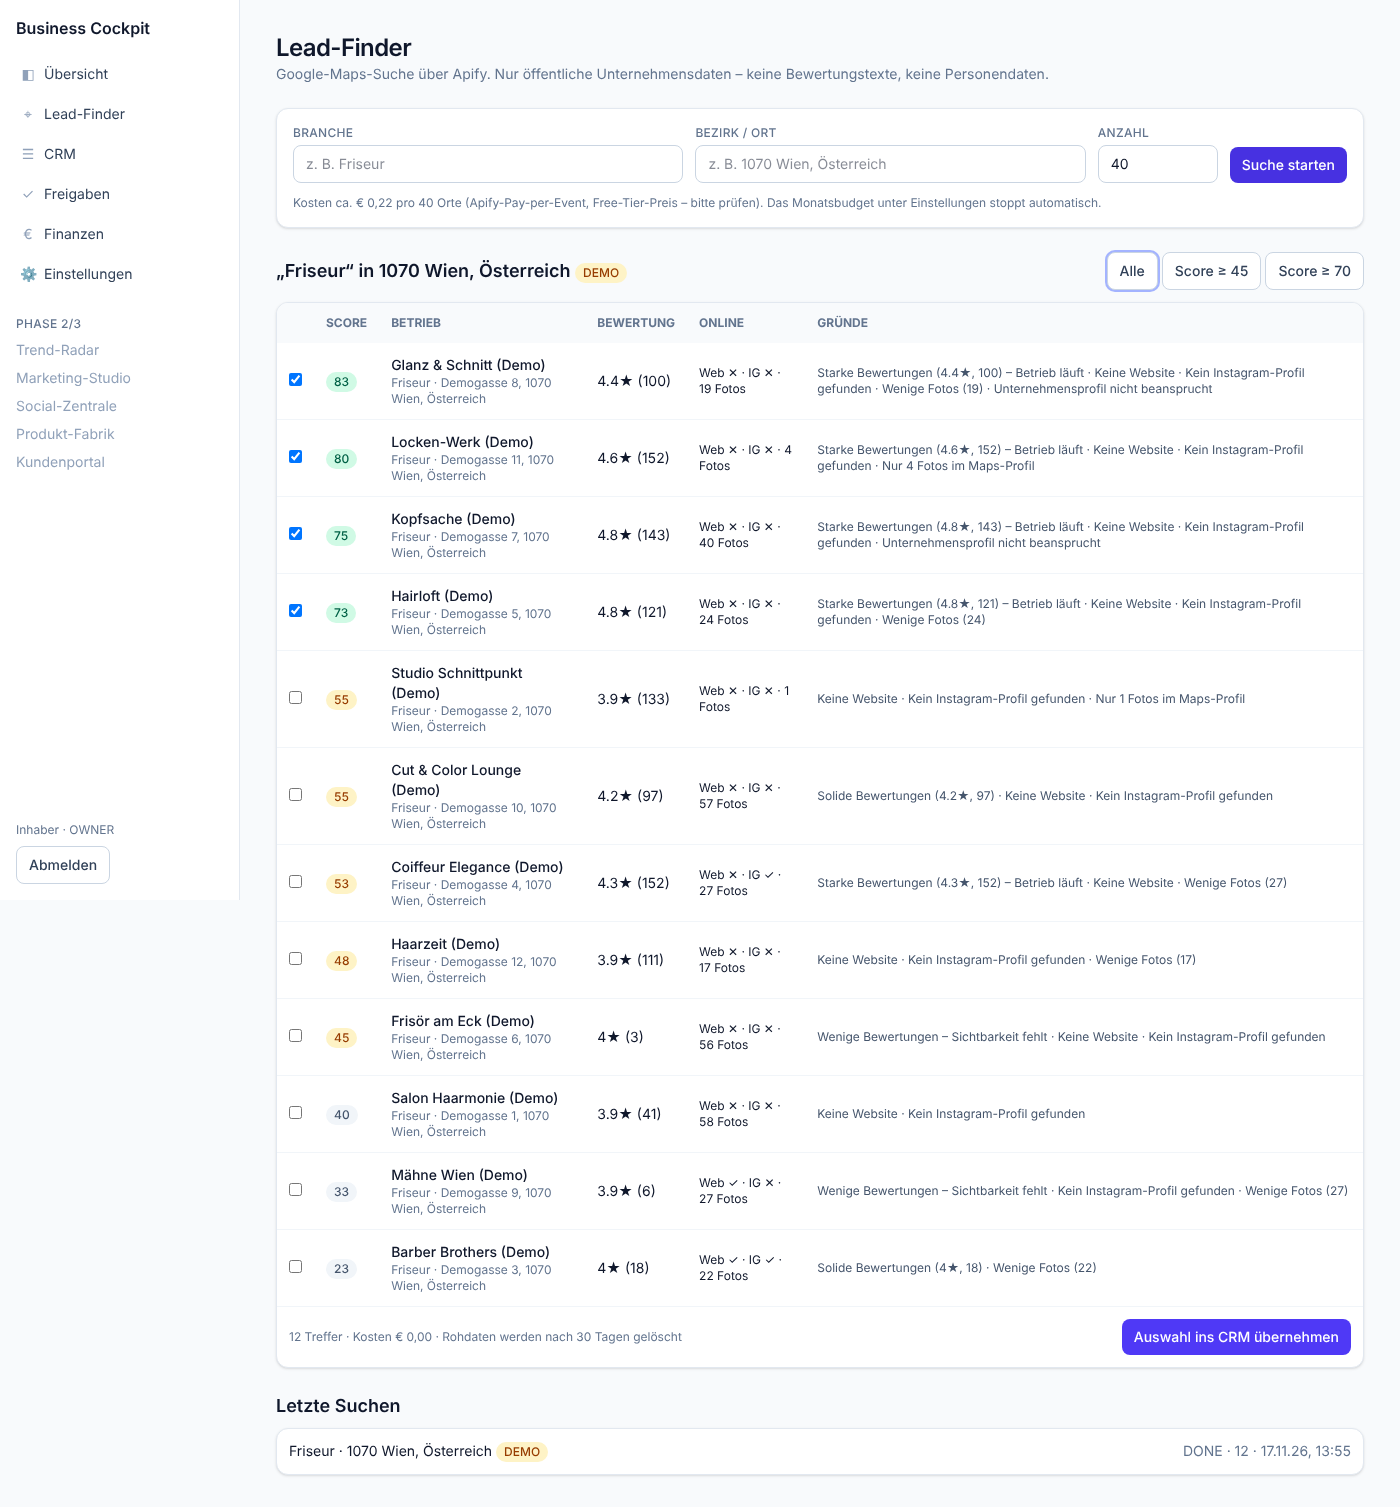 Business Cockpit
Übersicht
Lead-Finder
CRM
Freigaben
€ Finanzen
Einstellungen
PHASE 2/3
Trend-Radar
Marketing-Studio
Social-Zentrale
Produkt-Fabrik
Kundenportal
Inhaber · OWNER
Abmelden
Lead-Finder
Google-Maps-Suche über Apify. Nur öffentliche Unternehmensdaten – keine Bewertungstexte, keine Personendaten.
BRANCHE
BEZIRK / ORT
ANZAHL
z. B. Friseur
z. B. 1070 Wien, Österreich
40
Suche starten
Kosten ca. € 0,22 pro 40 Orte (Apify-Pay-per-Event, Free-Tier-Preis – bitte prüfen). Das Monatsbudget unter Einstellungen stoppt automatisch.
„Friseur“ in 1070 Wien, Österreich DEMO
Alle
Score ≥ 45
Score ≥ 70
SCORE BETRIEB BEWERTUNG ONLINE GRÜNDE
83
Glanz & Schnitt (Demo)
Friseur · Demogasse 8, 1070
Wien, Österreich
4.4★ (100)
Web ✕ · IG ✕ ·
19 Fotos
Starke Bewertungen (4.4★, 100) – Betrieb läuft · Keine Website · Kein Instagram-Profil
gefunden · Wenige Fotos (19) · Unternehmensprofil nicht beansprucht
80
Locken-Werk (Demo)
Friseur · Demogasse 11, 1070
Wien, Österreich
4.6★ (152)
Web ✕ · IG ✕ · 4
Fotos
Starke Bewertungen (4.6★, 152) – Betrieb läuft · Keine Website · Kein Instagram-Profil
gefunden · Nur 4 Fotos im Maps-Profil
75
Kopfsache (Demo)
Friseur · Demogasse 7, 1070
Wien, Österreich
4.8★ (143)
Web ✕ · IG ✕ ·
40 Fotos
Starke Bewertungen (4.8★, 143) – Betrieb läuft · Keine Website · Kein Instagram-Profil
gefunden · Unternehmensprofil nicht beansprucht
73
Hairloft (Demo)
Friseur · Demogasse 5, 1070
Wien, Österreich
4.8★ (121)
Web ✕ · IG ✕ ·
24 Fotos
Starke Bewertungen (4.8★, 121) – Betrieb läuft · Keine Website · Kein Instagram-Profil
gefunden · Wenige Fotos (24)
55
Studio Schnittpunkt
(Demo)
Friseur · Demogasse 2, 1070
Wien, Österreich
3.9★ (133)
Web ✕ · IG ✕ · 1
Fotos
Keine Website · Kein Instagram-Profil gefunden · Nur 1 Fotos im Maps-Profil
55
Cut & Color Lounge
(Demo)
Friseur · Demogasse 10, 1070
Wien, Österreich
4.2★ (97)
Web ✕ · IG ✕ ·
57 Fotos
Solide Bewertungen (4.2★, 97) · Keine Website · Kein Instagram-Profil gefunden
53
Coiffeur Elegance (Demo)
Friseur · Demogasse 4, 1070
Wien, Österreich
4.3★ (152)
Web ✕ · IG ✓ ·
27 Fotos
Starke Bewertungen (4.3★, 152) – Betrieb läuft · Keine Website · Wenige Fotos (27)
48
Haarzeit (Demo)
Friseur · Demogasse 12, 1070
Wien, Österreich
3.9★ (111)
Web ✕ · IG ✕ ·
17 Fotos
Keine Website · Kein Instagram-Profil gefunden · Wenige Fotos (17)
45
Frisör am Eck (Demo)
Friseur · Demogasse 6, 1070
Wien, Österreich
4★ (3)
Web ✕ · IG ✕ ·
56 Fotos
Wenige Bewertungen – Sichtbarkeit fehlt · Keine Website · Kein Instagram-Profil gefunden
40
Salon Haarmonie (Demo)
Friseur · Demogasse 1, 1070
Wien, Österreich
3.9★ (41)
Web ✕ · IG ✕ ·
58 Fotos
Keine Website · Kein Instagram-Profil gefunden
33
Mähne Wien (Demo)
Friseur · Demogasse 9, 1070
Wien, Österreich
3.9★ (6)
Web ✓ · IG ✕ ·
27 Fotos
Wenige Bewertungen – Sichtbarkeit fehlt · Kein Instagram-Profil gefunden · Wenige Fotos (27)
23
Barber Brothers (Demo)
Friseur · Demogasse 3, 1070
Wien, Österreich
4★ (18)
Web ✓ · IG ✓ ·
22 Fotos
Solide Bewertungen (4★, 18) · Wenige Fotos (22)
12 Treffer · Kosten € 0,00 · Rohdaten werden nach 30 Tagen gelöscht
Auswahl ins CRM übernehmen
Letzte Suchen
Friseur · 1070 Wien, Österreich DEMO
DONE · 12 · 17.11.26, 13:55